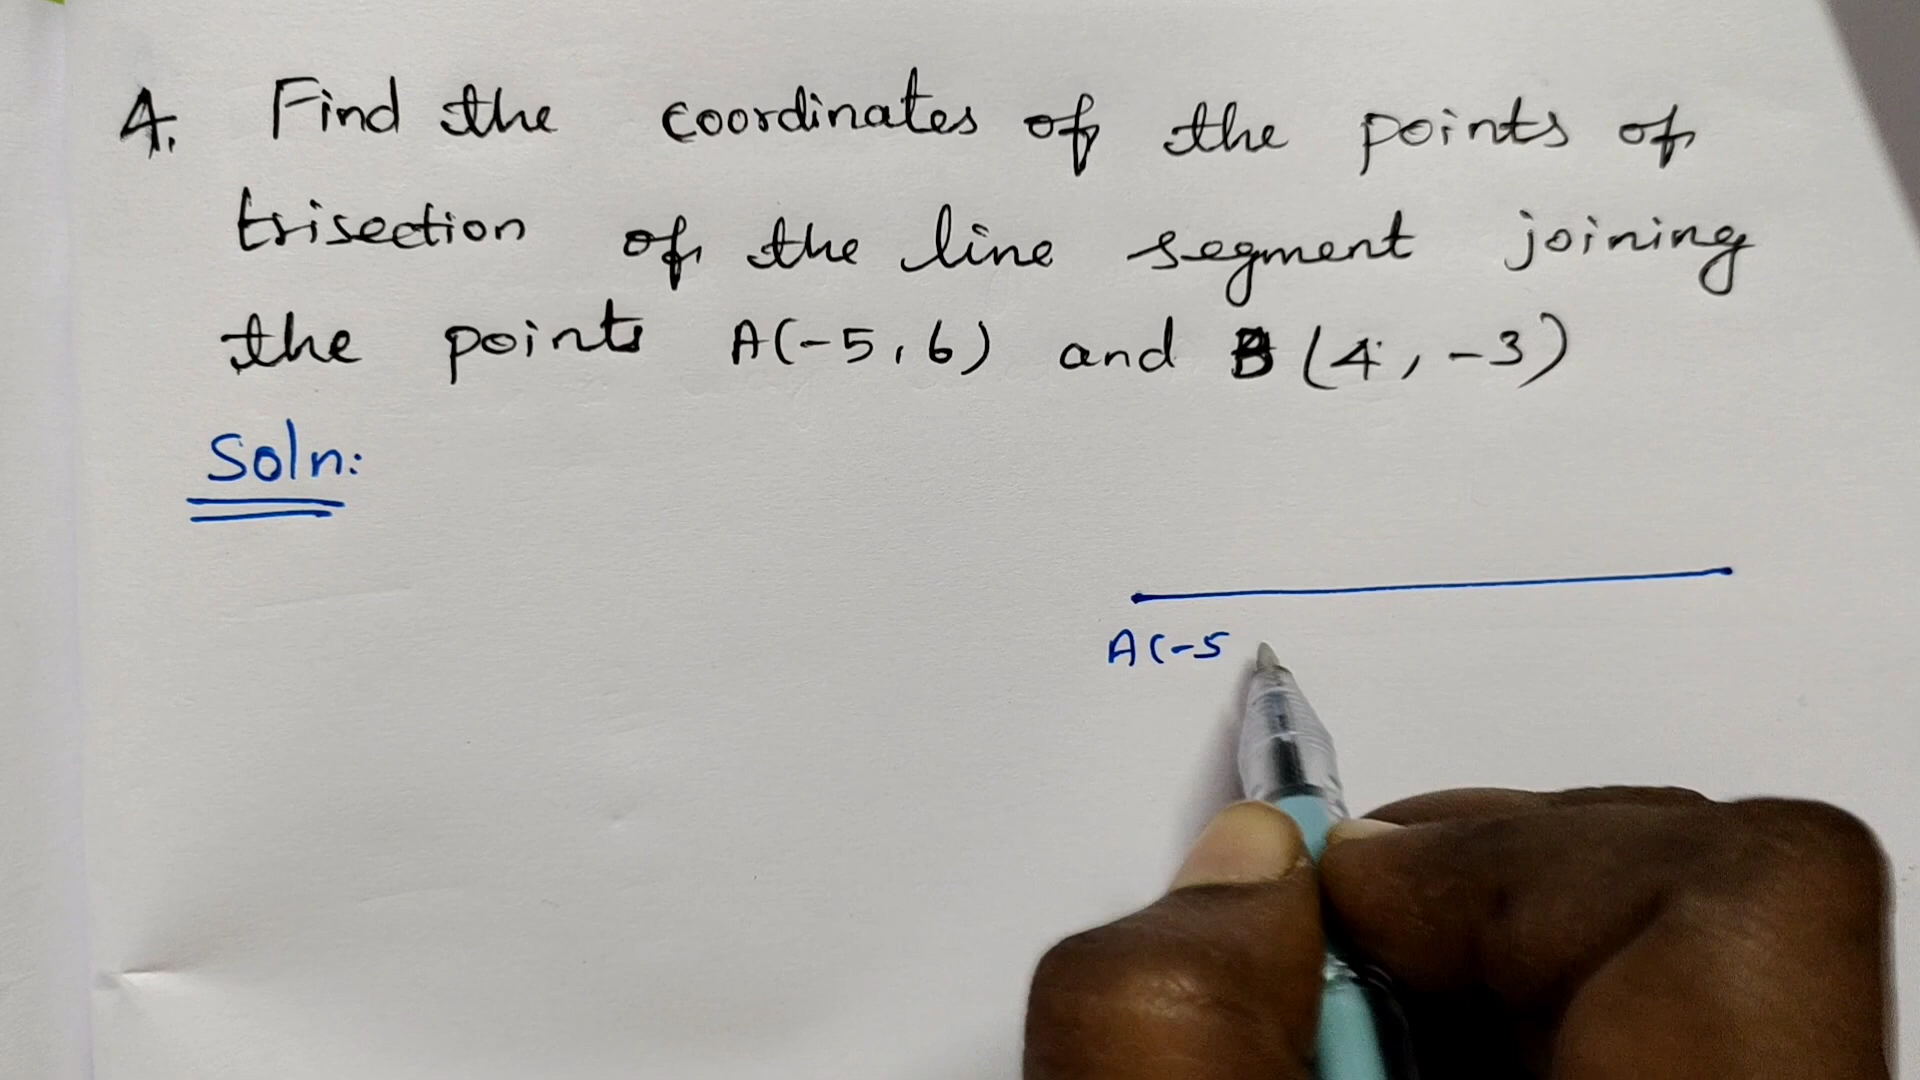 4. Find the coordinates of the points of
trisection of the line segment joining
the points A(-5,6) and B(4,-3)
Soln:
A(-5